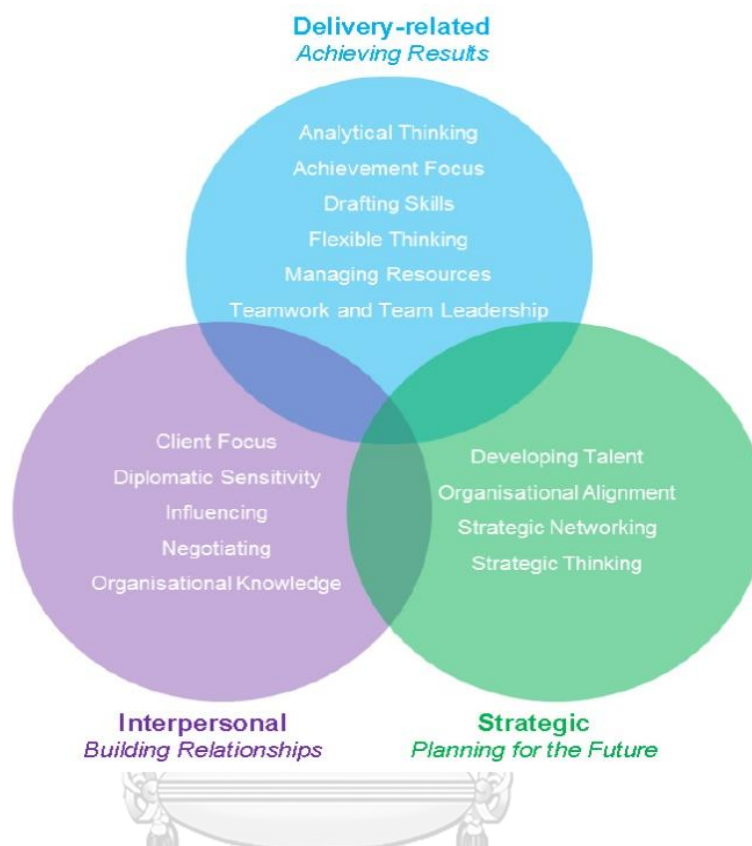 Delivery-related
Achieving Results
Analytical Thinking
Achievement Focus
Drafting Skills
Flexible Thinking
Managing Resources
Teamwork and Team Leadership
Client Focus
Diplomatic Sensitivity
Influencing
Negotiating
Organisational Knowledge
Developing Talent
Organisational Alignment
Strategic Networking
Strategic Thinking
Interpersonal
Building Relationships
Strategic
Planning for the Future